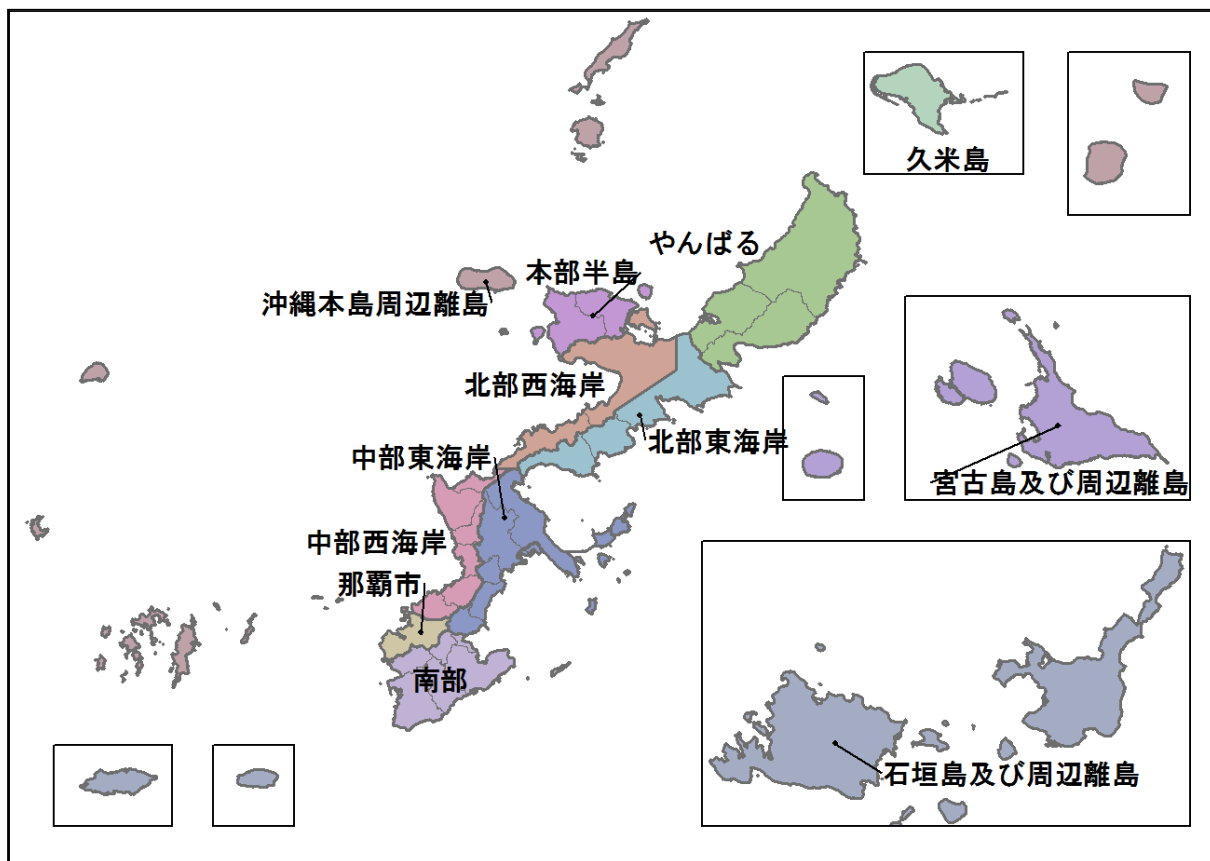 久米島
やんばる
本部半島
沖縄本島周辺離島
北部西海岸
北部東海岸
中部東海岸
宮古島及び周辺離島
中部西海岸
那覇市
南部
石垣島及び周辺離島